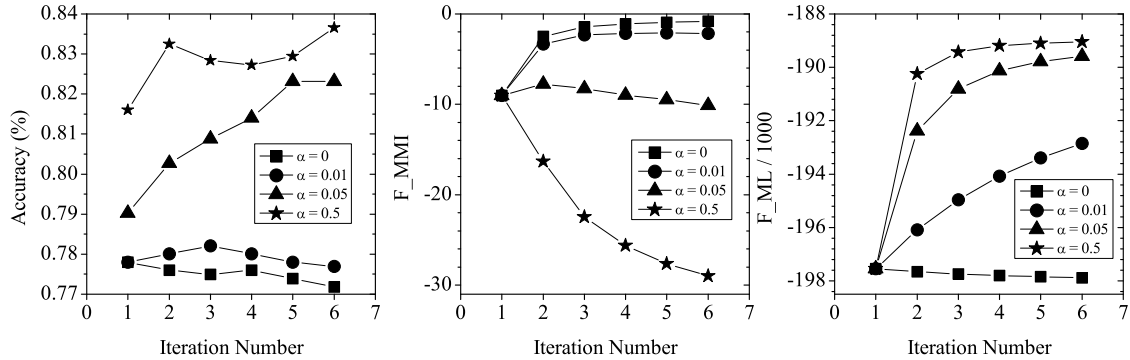 0.84
0.83
0.82
0.81
0.80
0.79
0.78
0.77
Accuracy (%)
0 1 2 3 4 5 6 7
Iteration Number
α = 0
α = 0.01
α = 0.05
α = 0.5
0
-10
-20
-30
F_MMI
0 1 2 3 4 5 6 7
Iteration Number
α = 0
α = 0.01
α = 0.05
α = 0.5
-188
-190
-192
-194
-196
-198
F_ML / 1000
0 1 2 3 4 5 6 7
Iteration Number
α = 0
α = 0.01
α = 0.05
α = 0.5